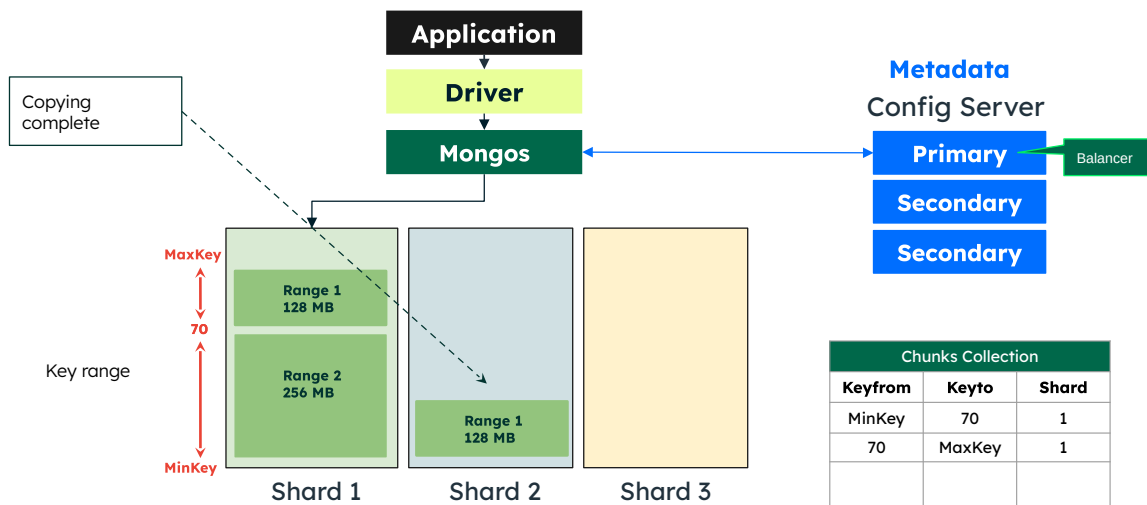 Application
Driver
Mongos
Copying
complete
Metadata
Config Server
Primary
Balancer
Secondary
Secondary
MaxKey
70
MinKey
Key range
Range 1
128 MB
Range 2
256 MB
Range 1
128 MB
Shard 1
Shard 2
Shard 3
Chunks Collection
Keyfrom Keyto Shard
MinKey 70 1
70 MaxKey 1